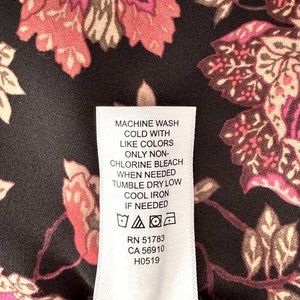 MACHINE WASH
COLD WITH
LIKE COLORS
ONLY NON-
CHLORINE BLEACH
WHEN NEEDED
TUMBLE DRY LOW
COOL IRON
IF NEEDED
RN 51783
CA 56910
H0519